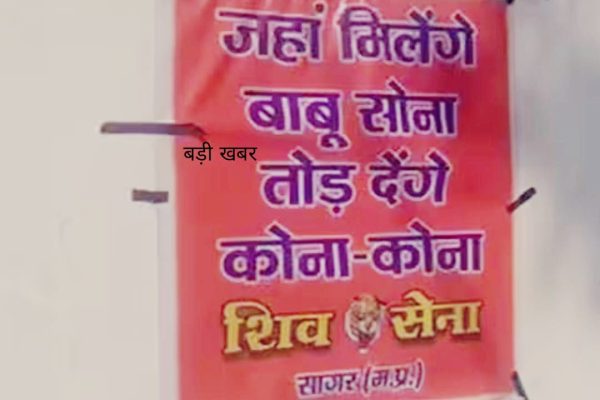 जहां मिलेंगे
बाबू सोना
बड़ी खबर
तोड़ देंगे
कोना-कोना
शिव सेना
सागर (म.प्र.)